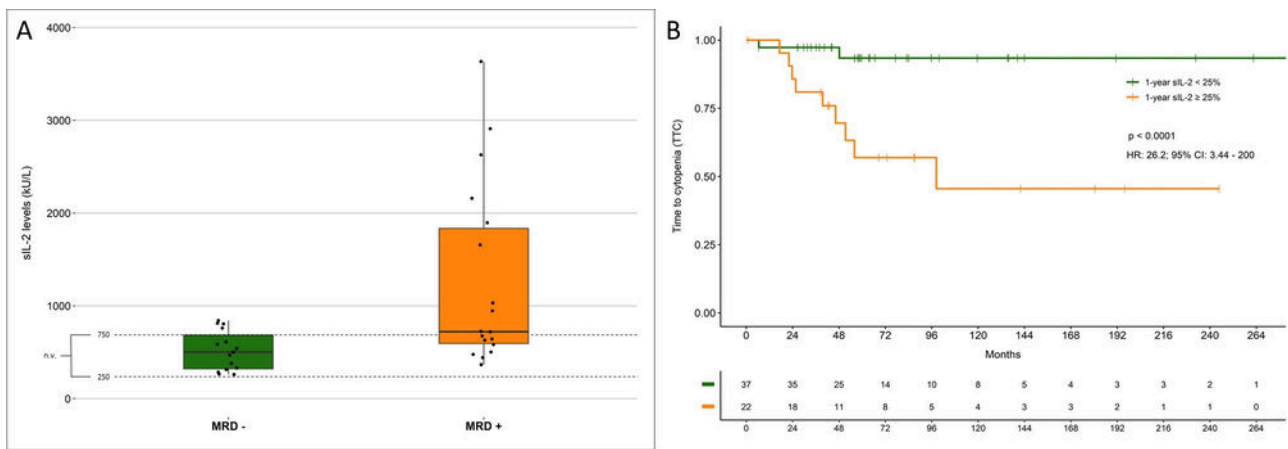 A
4000
3000
2000
1000
0
sIL-2 levels (kU/L)
750
n.v.
250
MRD -
MRD +
B
1.00
0.75
0.50
0.25
0.00
Time to cytopenia (TTC)
1-year sIL-2 < 25%
1-year sIL-2 ≥ 25%
p < 0.0001
HR: 26.2; 95% CI: 3.44 - 200
0 24 48 72 96 120 144 168 192 216 240 264
Months
37 35 25 14 10 8 5 4 3 3 2 1
22 18 11 8 5 4 3 3 2 1 1 0
0 24 48 72 96 120 144 168 192 216 240 264